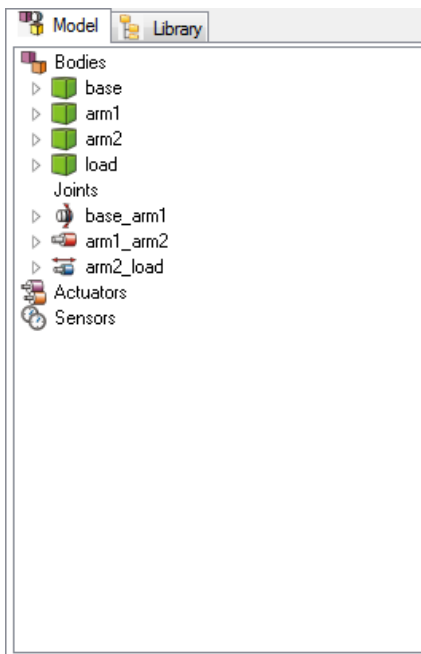 Model Library
Bodies
base
arm1
arm2
load
Joints
base_arm1
arm1_arm2
arm2_load
Actuators
Sensors